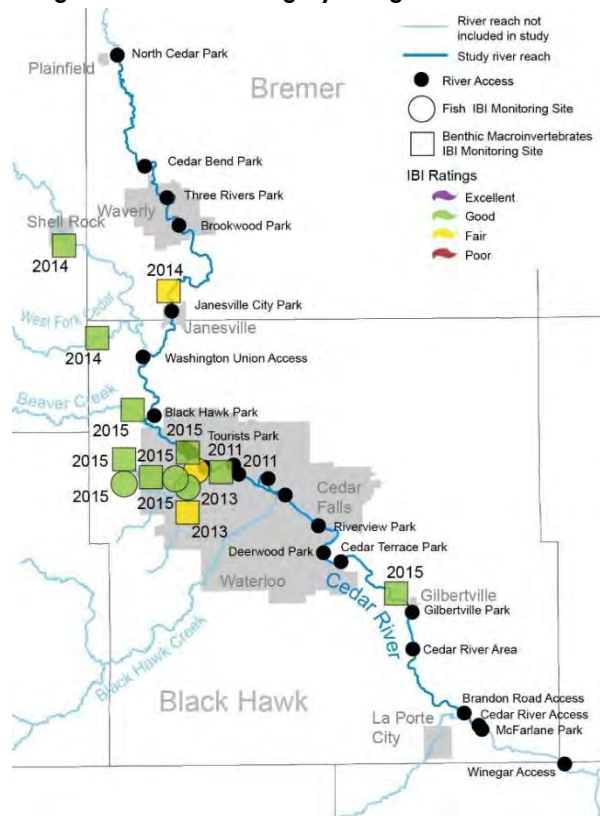 River reach not
included in study
Study river reach
River Access
Fish IBI Monitoring Site
Benthic Macroinvertebrates
IBI Monitoring Site
IBI Ratings
Excellent
Good
Fair
Poor
North Cedar Park
Plainfield
Bremer
Cedar Bend Park
Three Rivers Park
Waverly
Brookwood Park
Shell Rock
2014
2014
West Fork Cedar
Janesville City Park
Janesville
2014
Washington Union Access
Beaver Creek
Black Hawk Park
2015
2015
Tourists Park
2015
2015
2011
2011
2015
2015
2013
2013
Cedar
Falls
Riverview Park
Deerwood Park
Cedar Terrace Park
Waterloo
Cedar River
2015
Gilbertville
Gilbertville Park
Cedar River Area
Black Hawk Creek
Black Hawk
Brandon Road Access
La Porte
City
Cedar River Access
McFarlane Park
Winegar Access